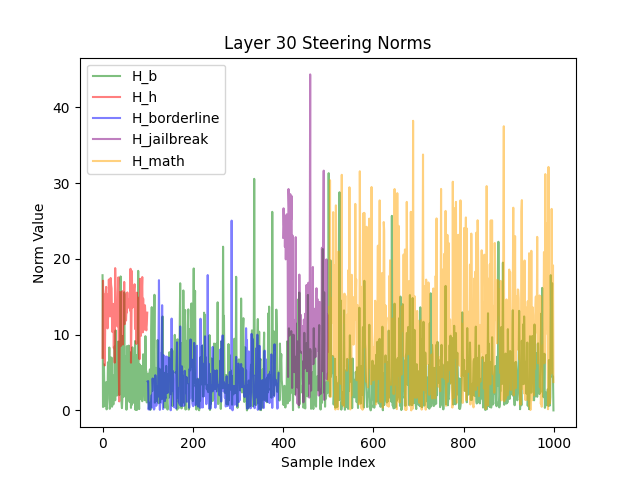 Layer 30 Steering Norms
H_b
H_h
H_borderline
H_jailbreak
H_math
Norm Value
40
30
20
10
0
0 200 400 600 800 1000
Sample Index